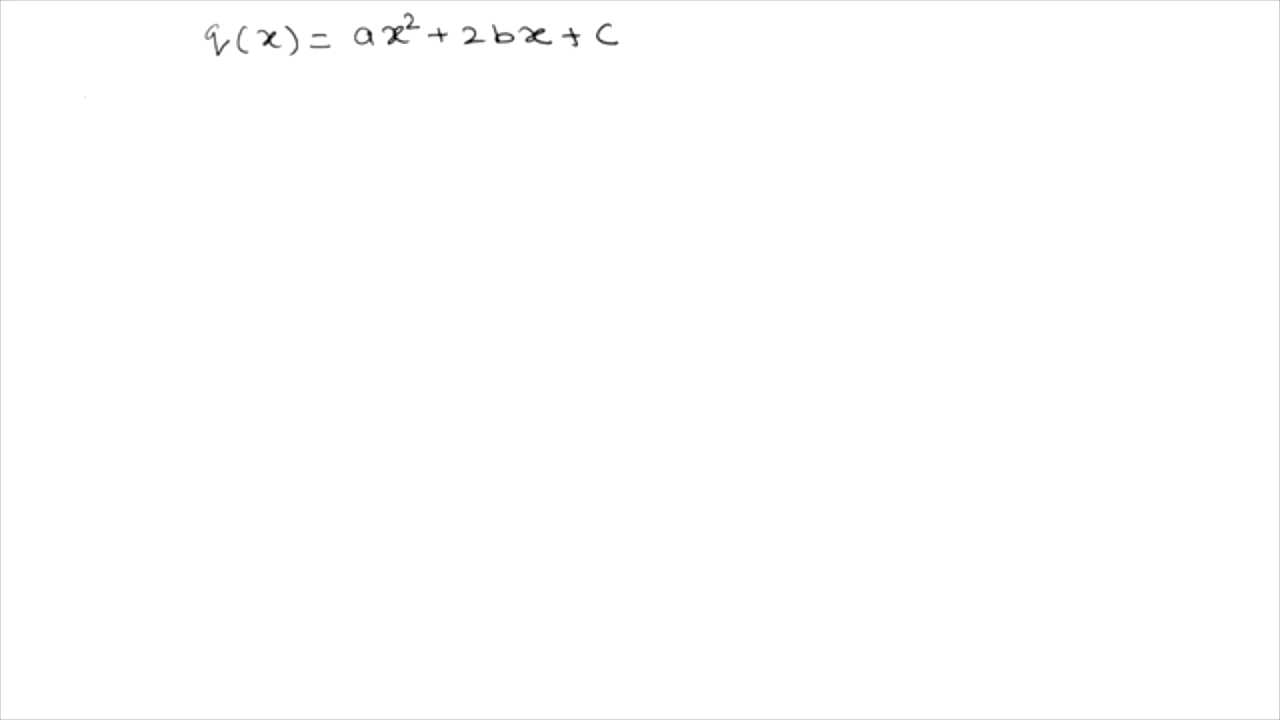 q(x) = ax² + 2bx + c